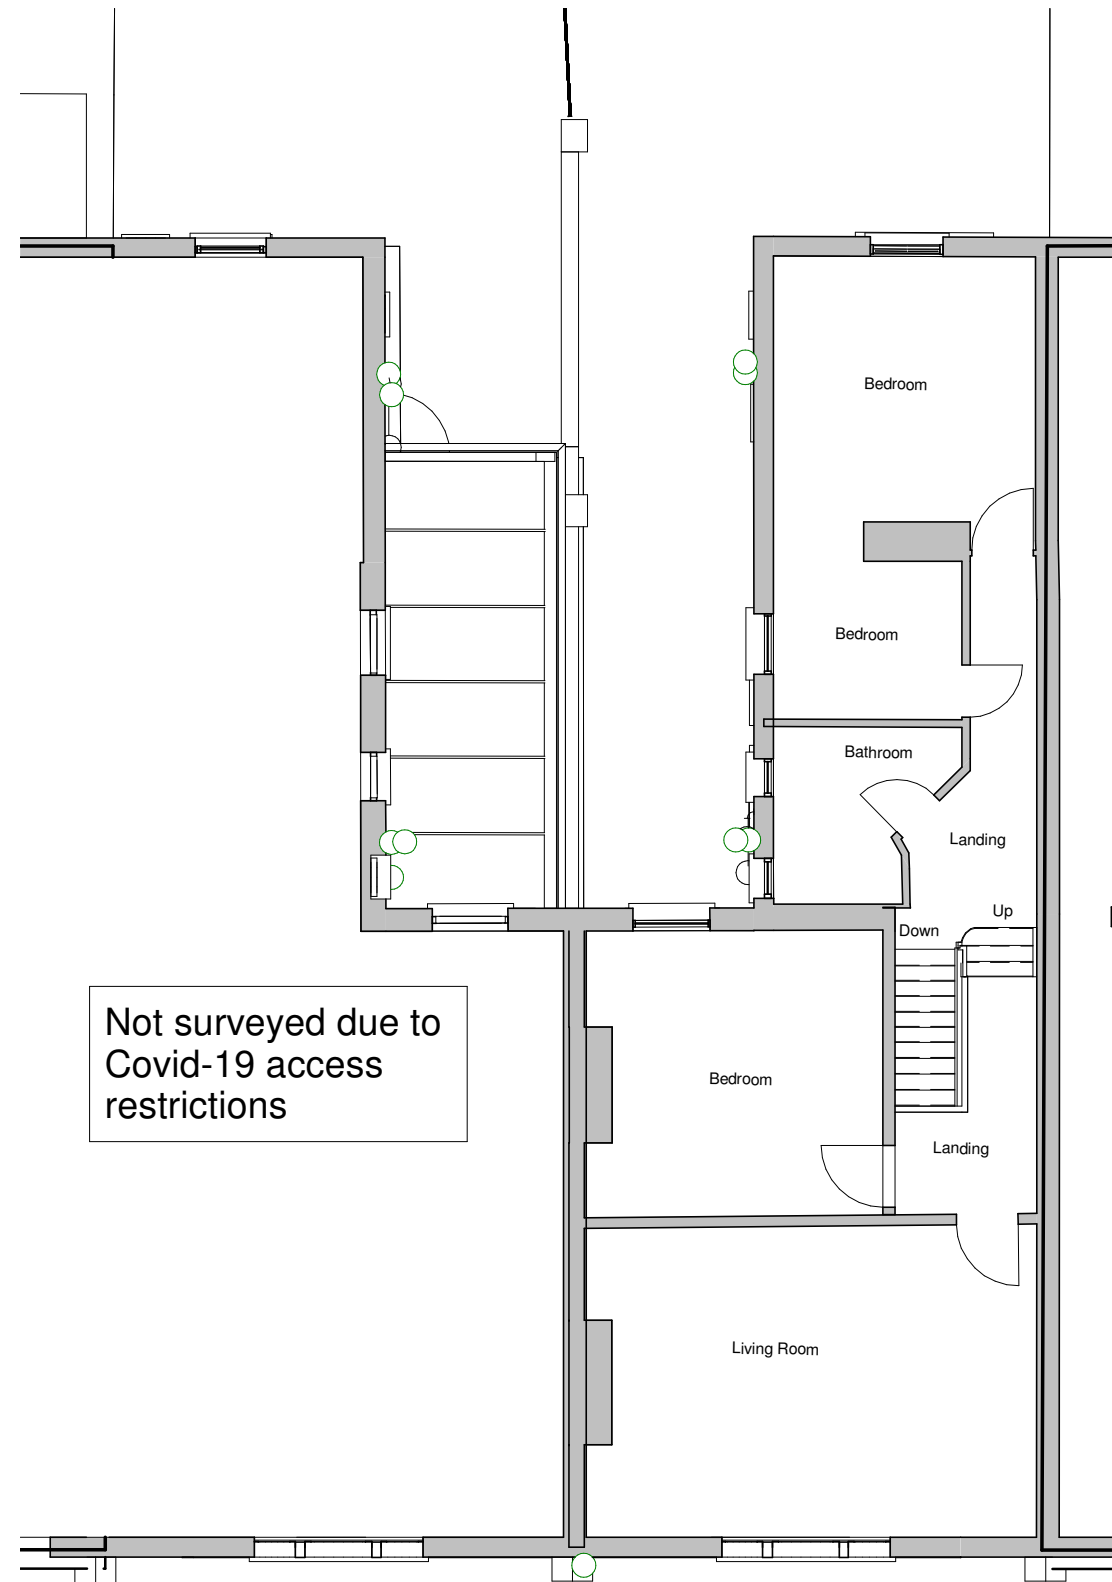 Bedroom
Bedroom
Bathroom
Landing
Up
Down
Not surveyed due to
Covid-19 access
restrictions
Bedroom
Landing
Living Room